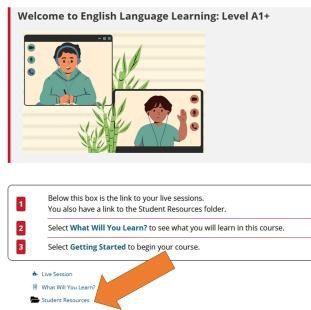 Welcome to English Language Learning: Level A1+
1
Below this box is the link to your live sessions.
You also have a link to the Student Resources folder.
2
Select What Will You Learn? to see what you will learn in this course.
3
Select Getting Started to begin your course.
Live Session
What Will You Learn?
Student Resources